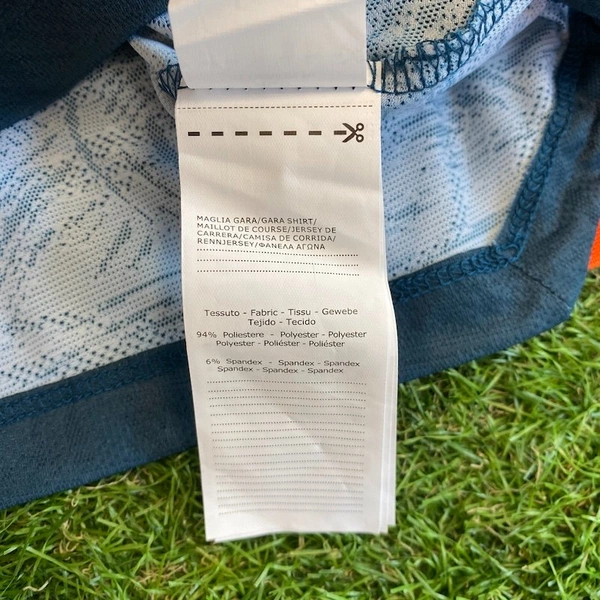 MAGLIA GARA/GARA SHIRT/
MAILLOT DE COURSE/JERSEY DE
CARRERA/CAMISA DE CORRIDA/
RENNJERSEY/ΦΑΝΕΛΑ ΑΓΩΝΑ
Tessuto - Fabric - Tissu - Gewebe
Tejido - Tecido
94% Poliestere - Polyester - Polyester
Polyester - Poliéster - Poliéster
6% Spandex - Spandex - Spandex
Spandex - Spandex - Spandex